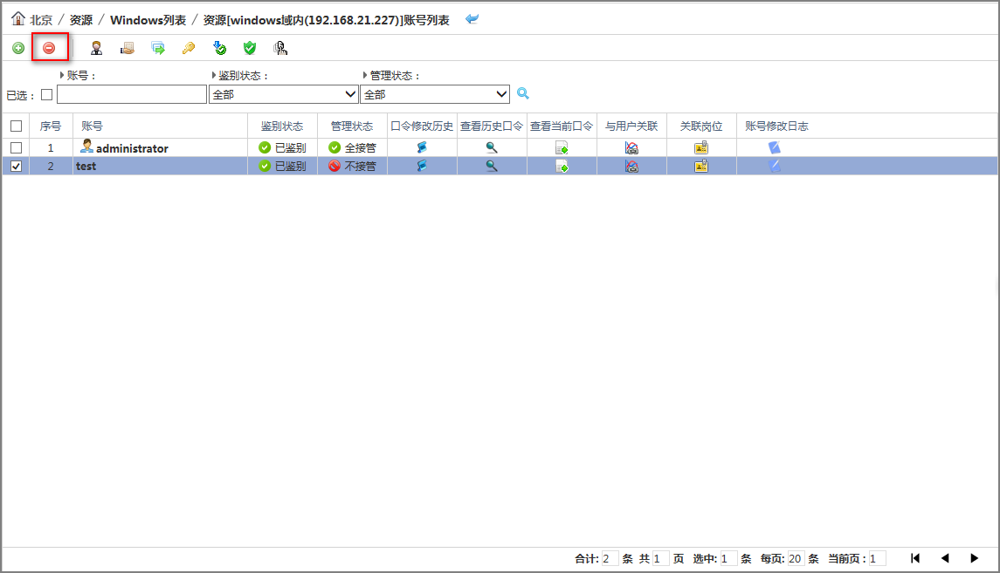 北京 / 资源 / Windows列表 / 资源[windows域内(192.168.21.227)]账号列表
账号： 鉴别状态： 管理状态：
已选： 全部 全部
序号 账号 鉴别状态 管理状态 口令修改历史 查看历史口令 查看当前口令 与用户关联 关联岗位 账号修改日志
1 administrator 已鉴别 全接管
2 test 已鉴别 不接管
合计: 2 条 共 1 页 选中: 1 条 每页: 20 条 当前页: 1